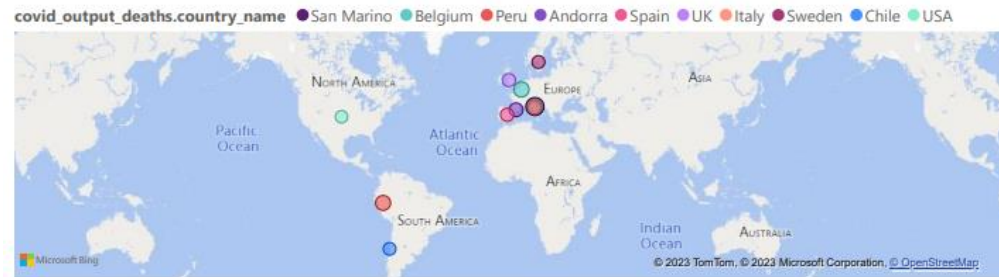 covid_output_deaths.country_name San Marino Belgium Peru Andorra Spain UK Italy Sweden Chile USA
NORTH AMERICA
ASIA
EUROPE
Pacific
Ocean
Atlantic
Ocean
AFRICA
SOUTH AMERICA
Indian
Ocean
AUSTRALIA
Microsoft Bing
© 2023 TomTom, © 2023 Microsoft Corporation, © OpenStreetMap